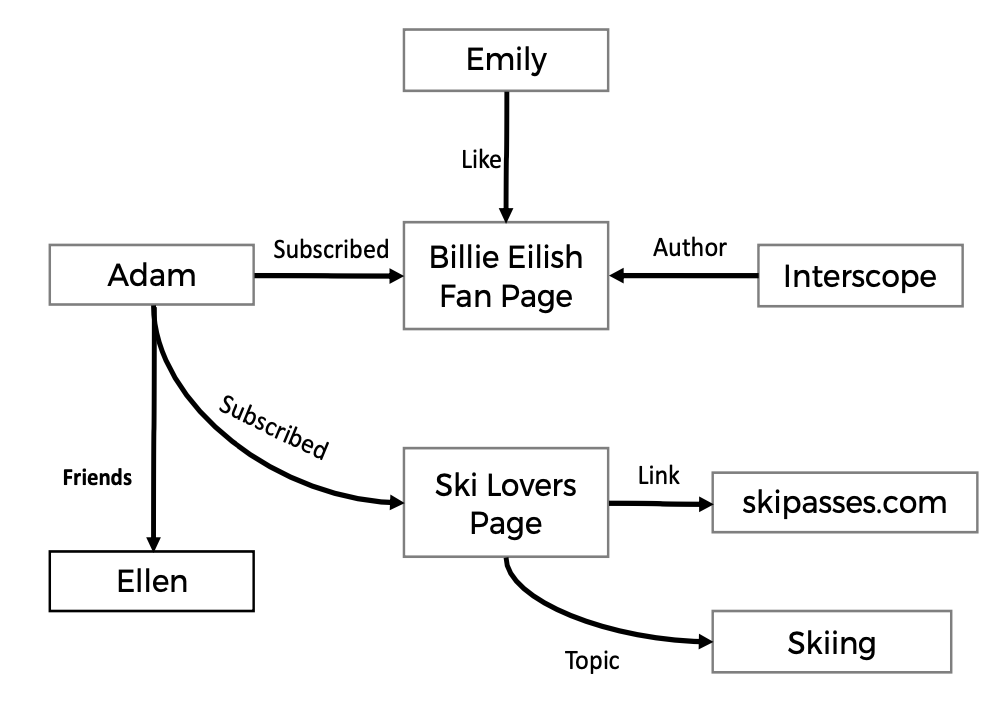 Emily
Like
Subscribed
Author
Adam
Billie Eilish
Fan Page
Interscope
Subscribed
Friends
Ski Lovers
Page
Link
skipasses.com
Ellen
Topic
Skiing